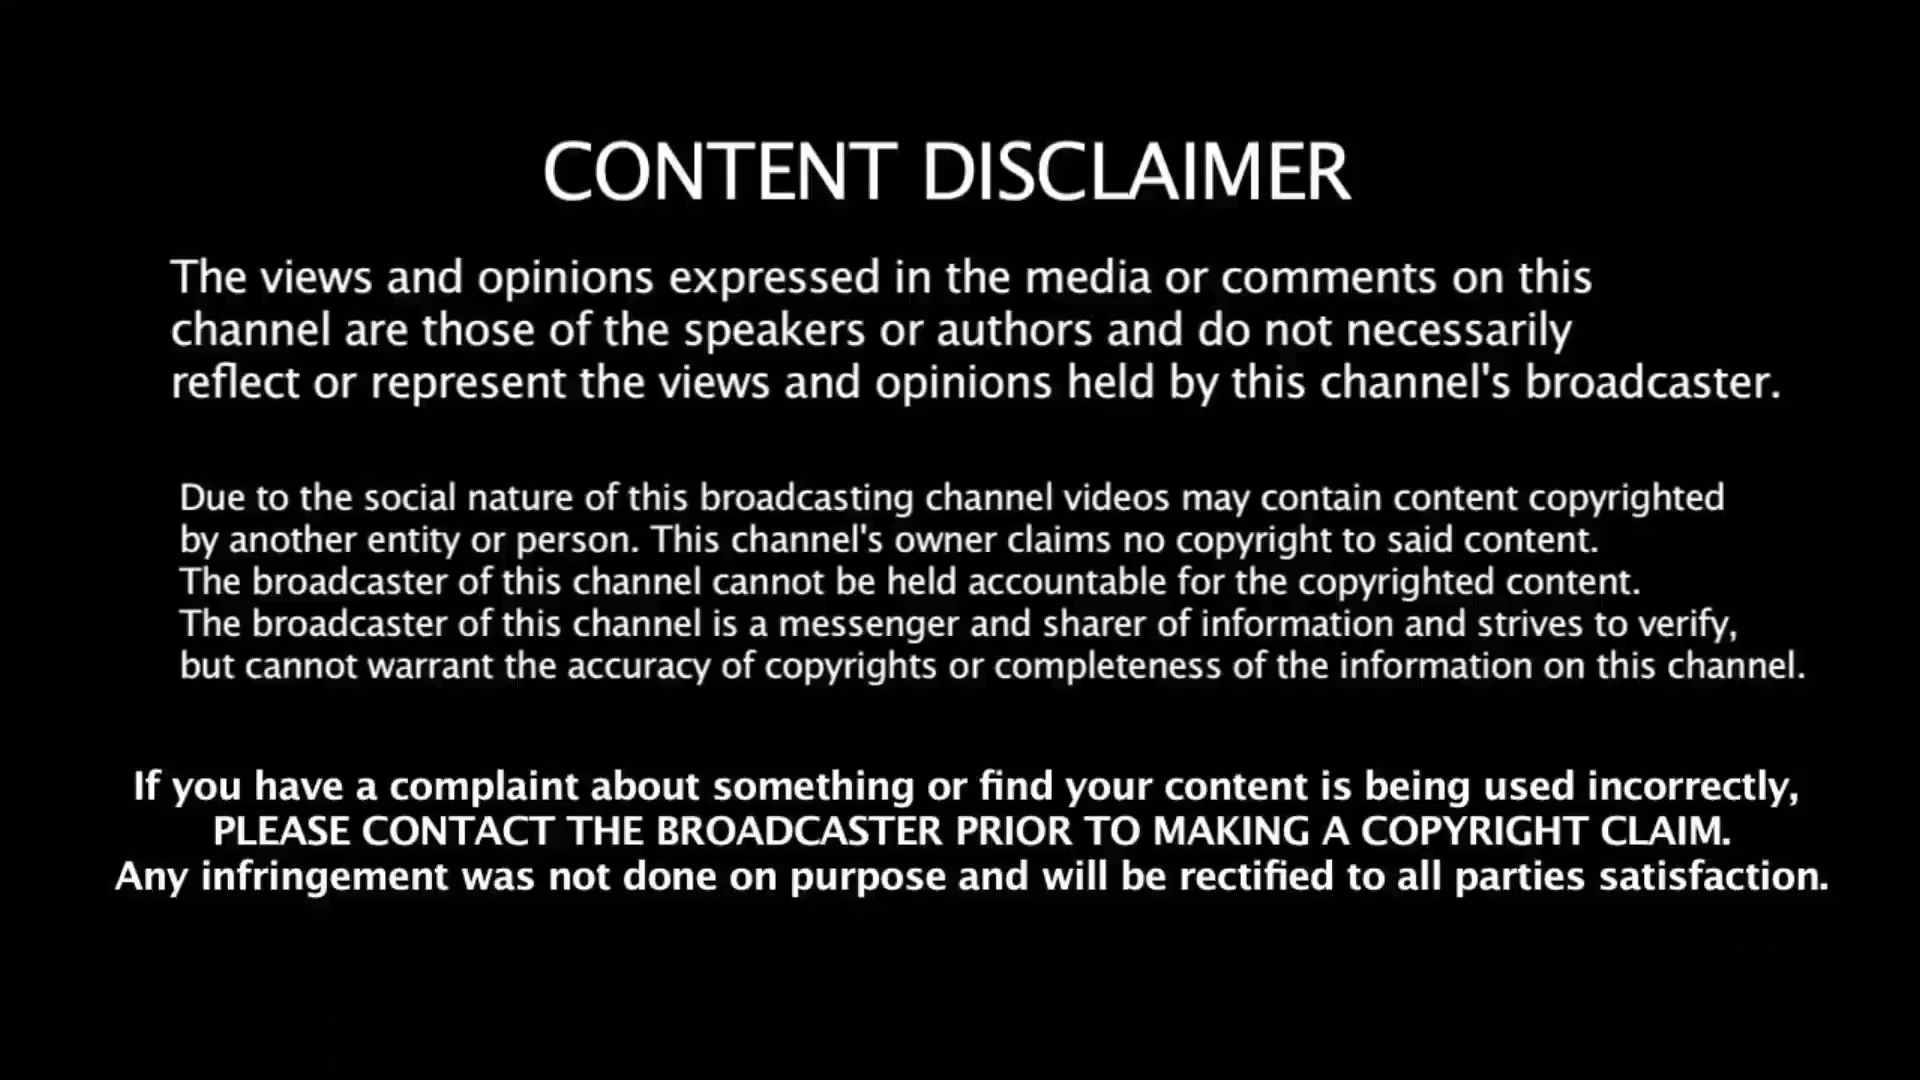 CONTENT DISCLAIMER
The views and opinions expressed in the media or comments on this
channel are those of the speakers or authors and do not necessarily
reflect or represent the views and opinions held by this channel's broadcaster.
Due to the social nature of this broadcasting channel videos may contain content copyrighted
by another entity or person. This channel's owner claims no copyright to said content.
The broadcaster of this channel cannot be held accountable for the copyrighted content.
The broadcaster of this channel is a messenger and sharer of information and strives to verify,
but cannot warrant the accuracy of copyrights or completeness of the information on this channel.
If you have a complaint about something or find your content is being used incorrectly,
PLEASE CONTACT THE BROADCASTER PRIOR TO MAKING A COPYRIGHT CLAIM.
Any infringement was not done on purpose and will be rectified to all parties satisfaction.